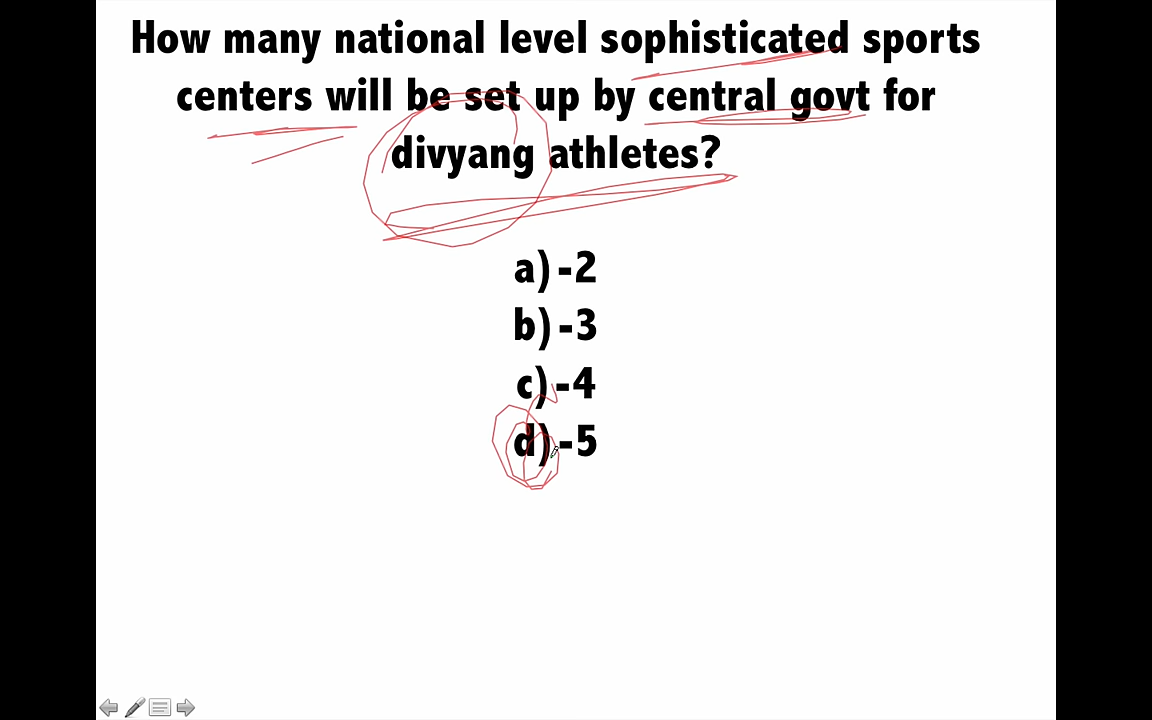 How many national level sophisticated sports
centers will be set up by central govt for
divyang athletes?
a)-2
b)-3
c)-4
d)-5